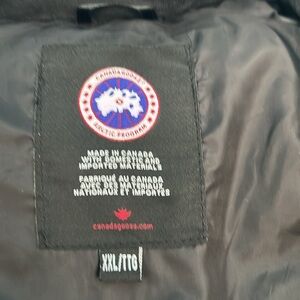 CANADA GOOSE
ARCTIC PROGRAM
MADE IN CANADA
WITH DOMESTIC AND
IMPORTED MATERIALS
FABRIQUÉ AU CANADA
AVEC DES MATERIAUX
NATIONAUX ET IMPORTÉS
canadagoose.com
XXL/TTG